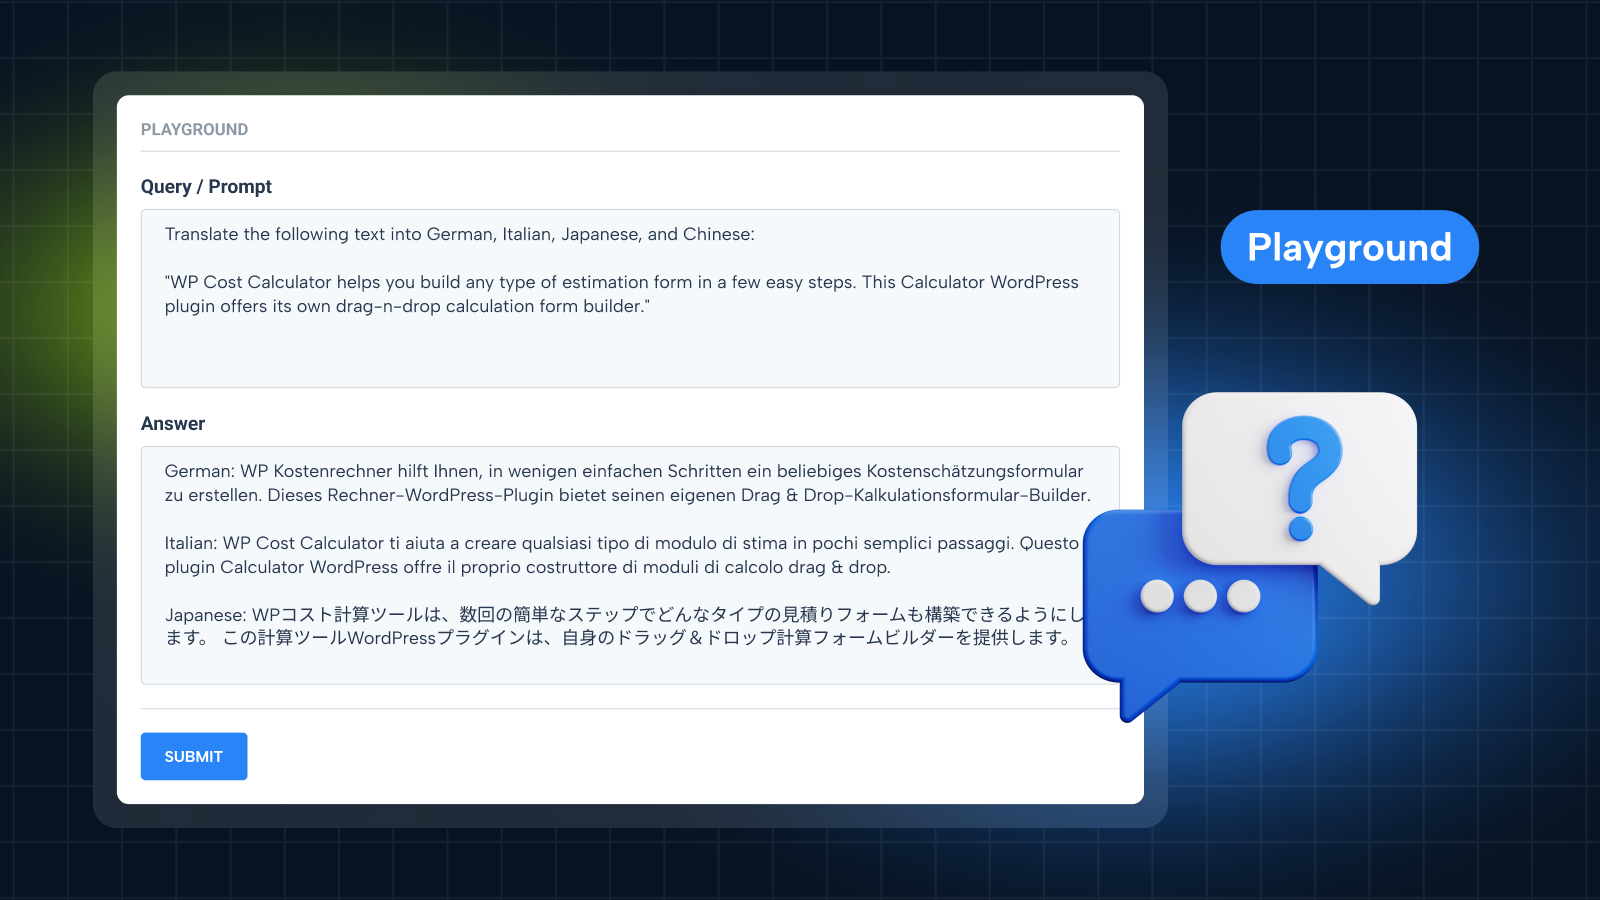 PLAYGROUND
Query / Prompt
Translate the following text into German, Italian, Japanese, and Chinese:
"WP Cost Calculator helps you build any type of estimation form in a few easy steps. This Calculator WordPress
plugin offers its own drag-n-drop calculation form builder."
Answer
German: WP Kostenrechner hilft Ihnen, in wenigen einfachen Schritten ein beliebiges Kostenschätzungsformular
zu erstellen. Dieses Rechner-WordPress-Plugin bietet seinen eigenen Drag & Drop-Kalkulationsformular-Builder.
Italian: WP Cost Calculator ti aiuta a creare qualsiasi tipo di modulo di stima in pochi semplici passaggi. Questo
plugin Calculator WordPress offre il proprio costruttore di moduli di calcolo drag & drop.
Japanese: WPコスト計算ツールは、数回の簡単なステップでどんなタイプの見積りフォームも構築できるようにし
ます。 この計算ツールWordPressプラグインは、自身のドラッグ＆ドロップ計算フォームビルダーを提供します。
SUBMIT
Playground
?